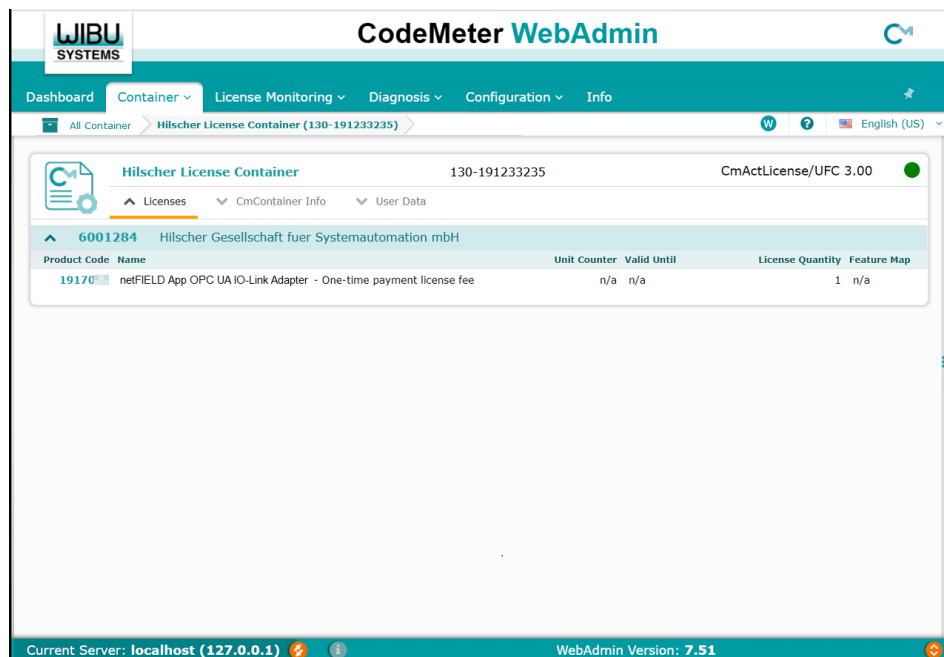 WIBU
SYSTEMS
CodeMeter WebAdmin
CM
Dashboard Container License Monitoring Diagnosis Configuration Info
All Container Hilscher License Container (130-191233235) W ? English (US)
CM Hilscher License Container 130-191233235 CmActLicense/UFC 3.00
Licenses CmContainer Info User Data
6001284 Hilscher Gesellschaft fuer Systemautomation mbH
Product Code Name Unit Counter Valid Until License Quantity Feature Map
19170 netFIELD App OPC UA IO-Link Adapter - One-time payment license fee n/a n/a 1 n/a
Current Server: localhost (127.0.0.1) i WebAdmin Version: 7.51